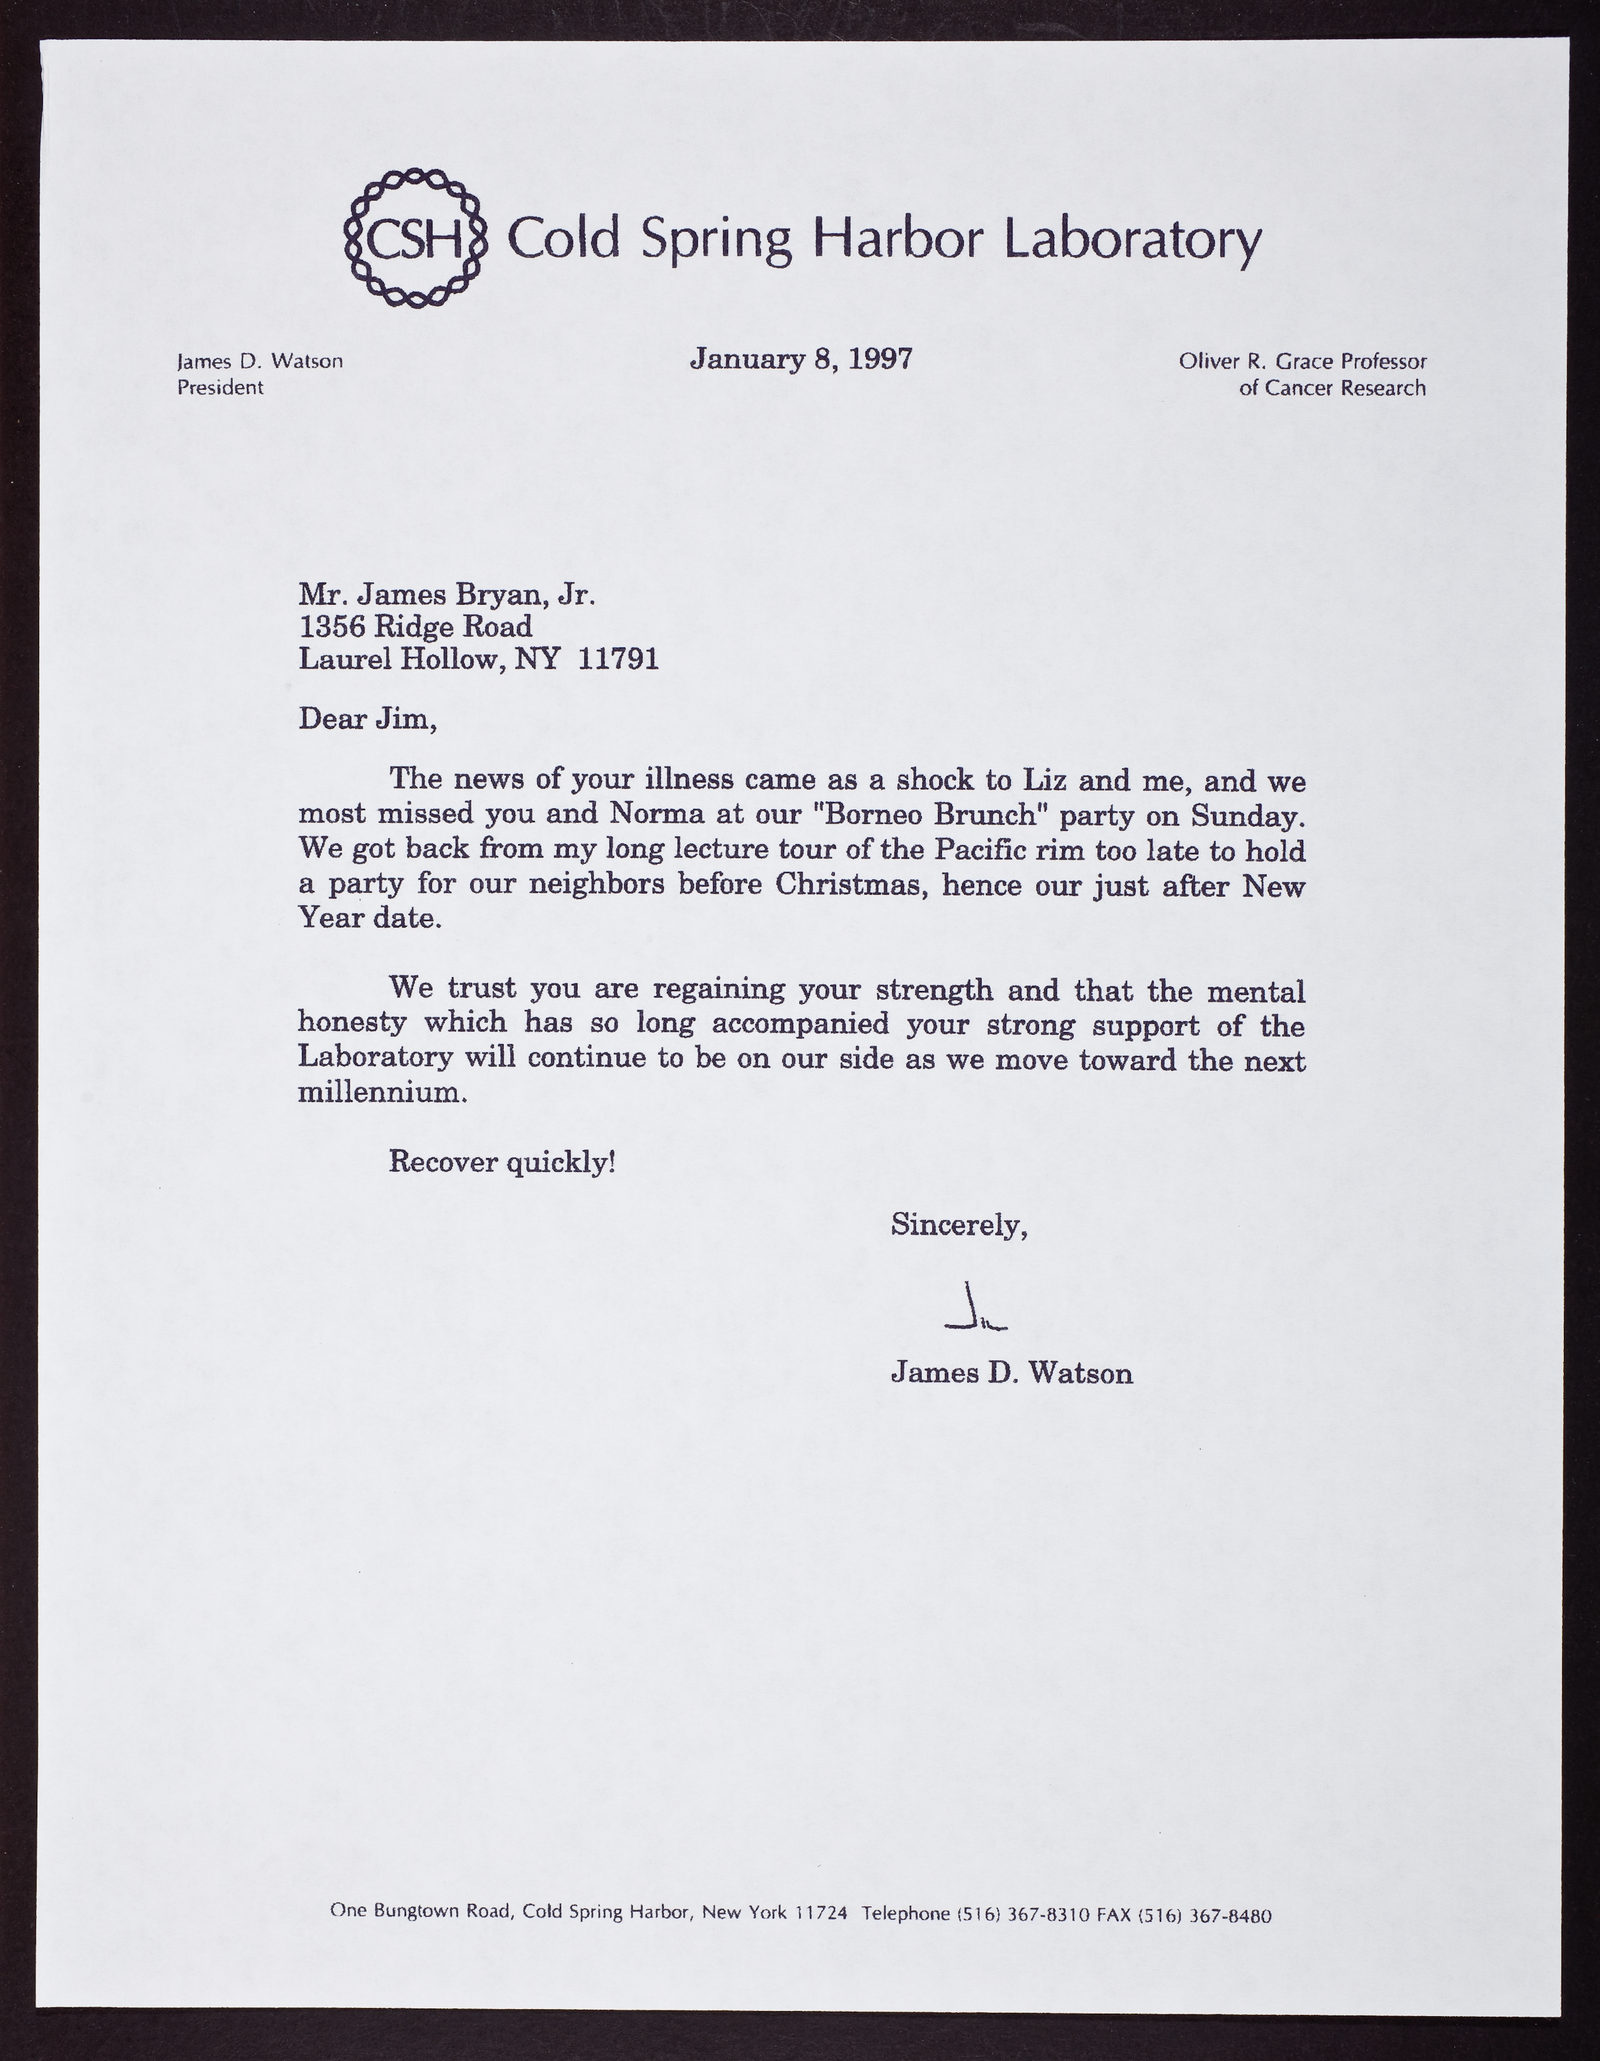 CSH Cold Spring Harbor Laboratory
James D. Watson
President
January 8, 1997
Oliver R. Grace Professor
of Cancer Research
Mr. James Bryan, Jr.
1356 Ridge Road
Laurel Hollow, NY  11791
Dear Jim,
The news of your illness came as a shock to Liz and me, and we
most missed you and Norma at our "Borneo Brunch" party on Sunday.
We got back from my long lecture tour of the Pacific rim too late to hold
a party for our neighbors before Christmas, hence our just after New
Year date.
We trust you are regaining your strength and that the mental
honesty which has so long accompanied your strong support of the
Laboratory will continue to be on our side as we move toward the next
millennium.
Recover quickly!
Sincerely,
Jim
James D. Watson
One Bungtown Road, Cold Spring Harbor, New York 11724  Telephone (516) 367-8310 FAX (516) 367-8480